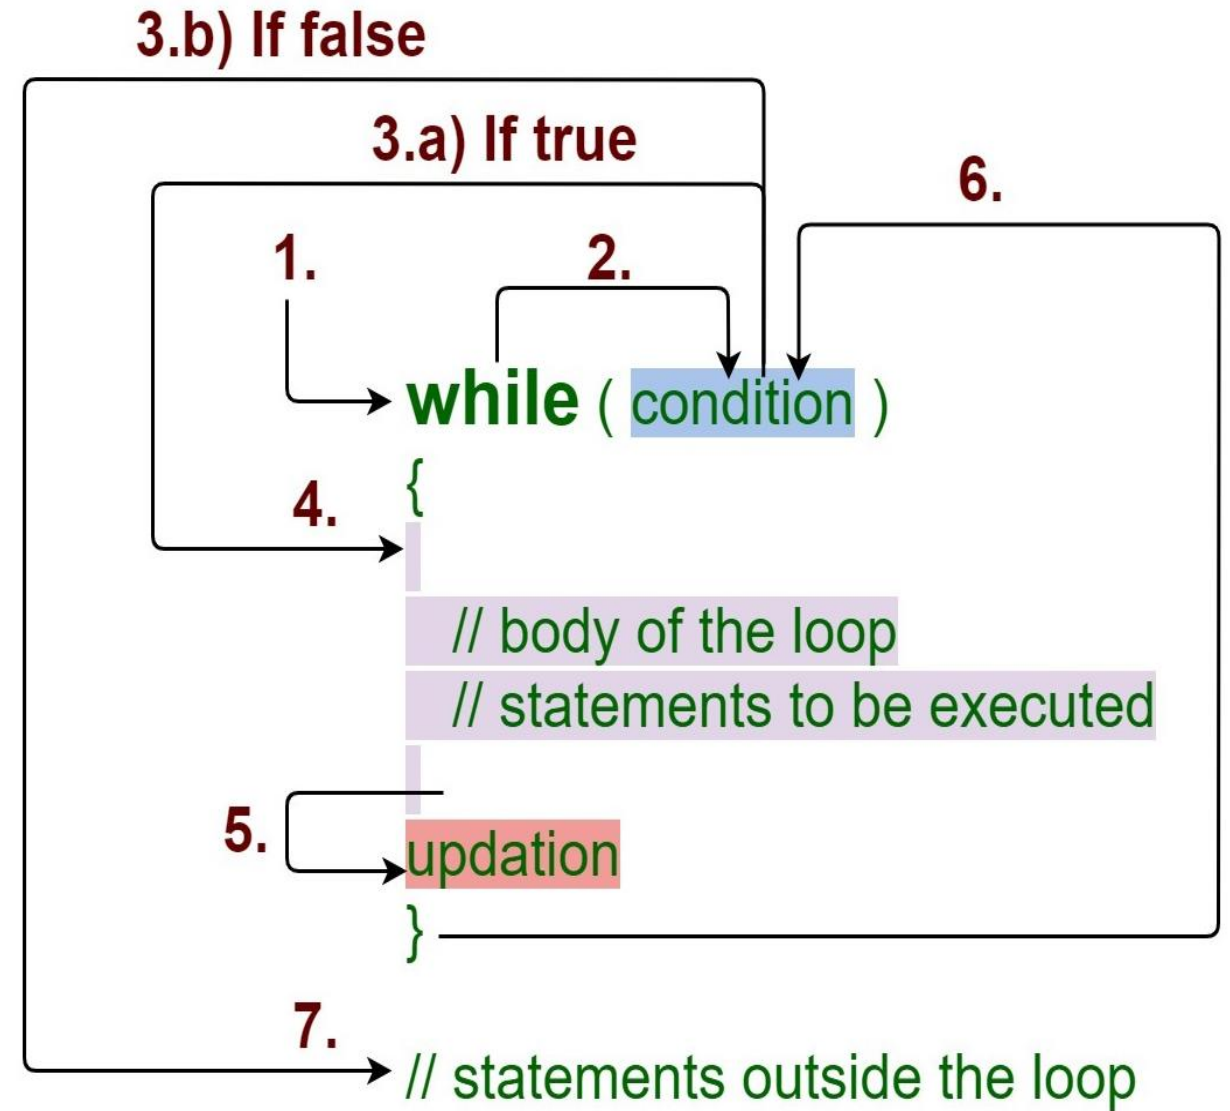 3.b) If false
3.a) If true
6.
1.
2.
while ( condition )
{
4.
// body of the loop
// statements to be executed
5.
updation
}
7.
// statements outside the loop